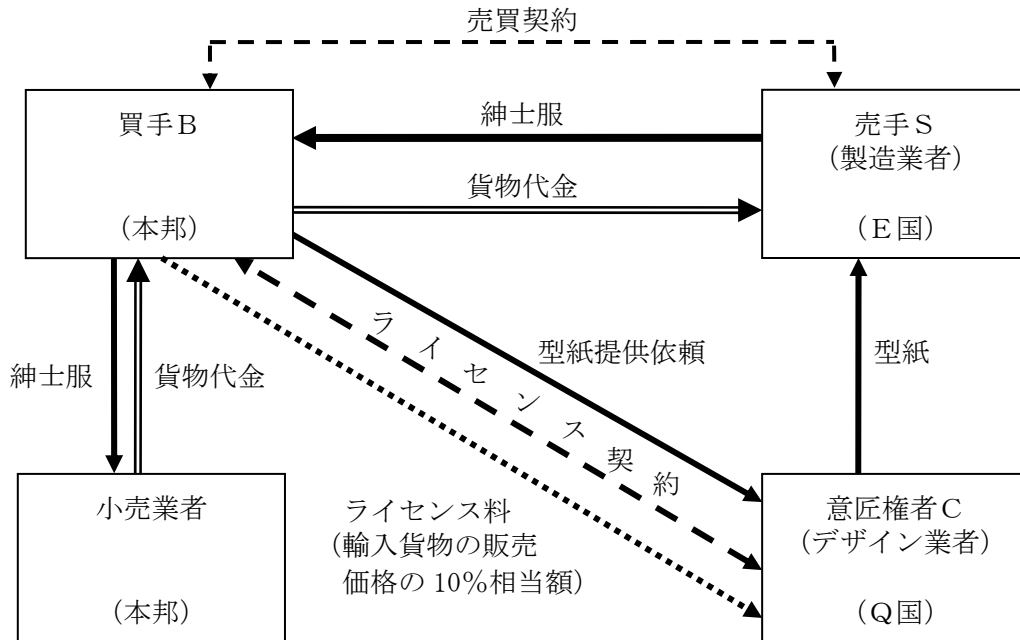 売買契約
買手Ｂ
（本邦）
紳士服
貨物代金
売手Ｓ
（製造業者）
（Ｅ国）
ライセンス契約
型紙提供依頼
型紙
紳士服
貨物代金
小売業者
（本邦）
ライセンス料
（輸入貨物の販売
価格の 10％相当額）
意匠権者Ｃ
（デザイン業者）
（Ｑ国）